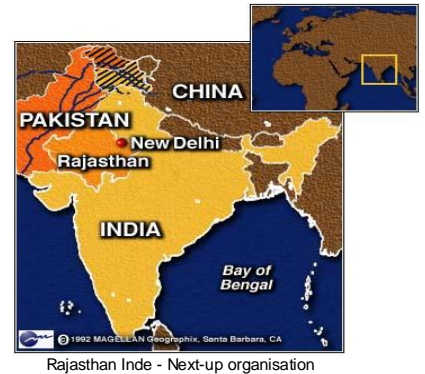 CHINA
PAKISTAN
New Delhi
Rajasthan
INDIA
Bay of
Bengal
© 1992 MAGELLAN Geographix, Santa Barbara, CA
Rajasthan Inde - Next-up organisation